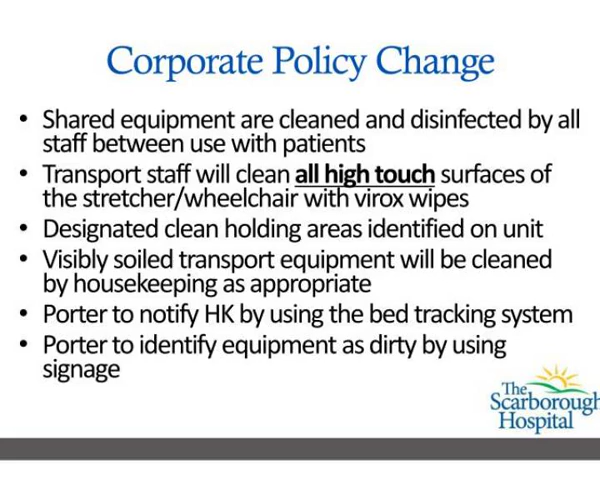 Corporate Policy Change
• Shared equipment are cleaned and disinfected by all
staff between use with patients
• Transport staff will clean all high touch surfaces of
the stretcher/wheelchair with virox wipes
• Designated clean holding areas identified on unit
• Visibly soiled transport equipment will be cleaned
by housekeeping as appropriate
• Porter to notify HK by using the bed tracking system
• Porter to identify equipment as dirty by using
signage
The
Scarborough
Hospital